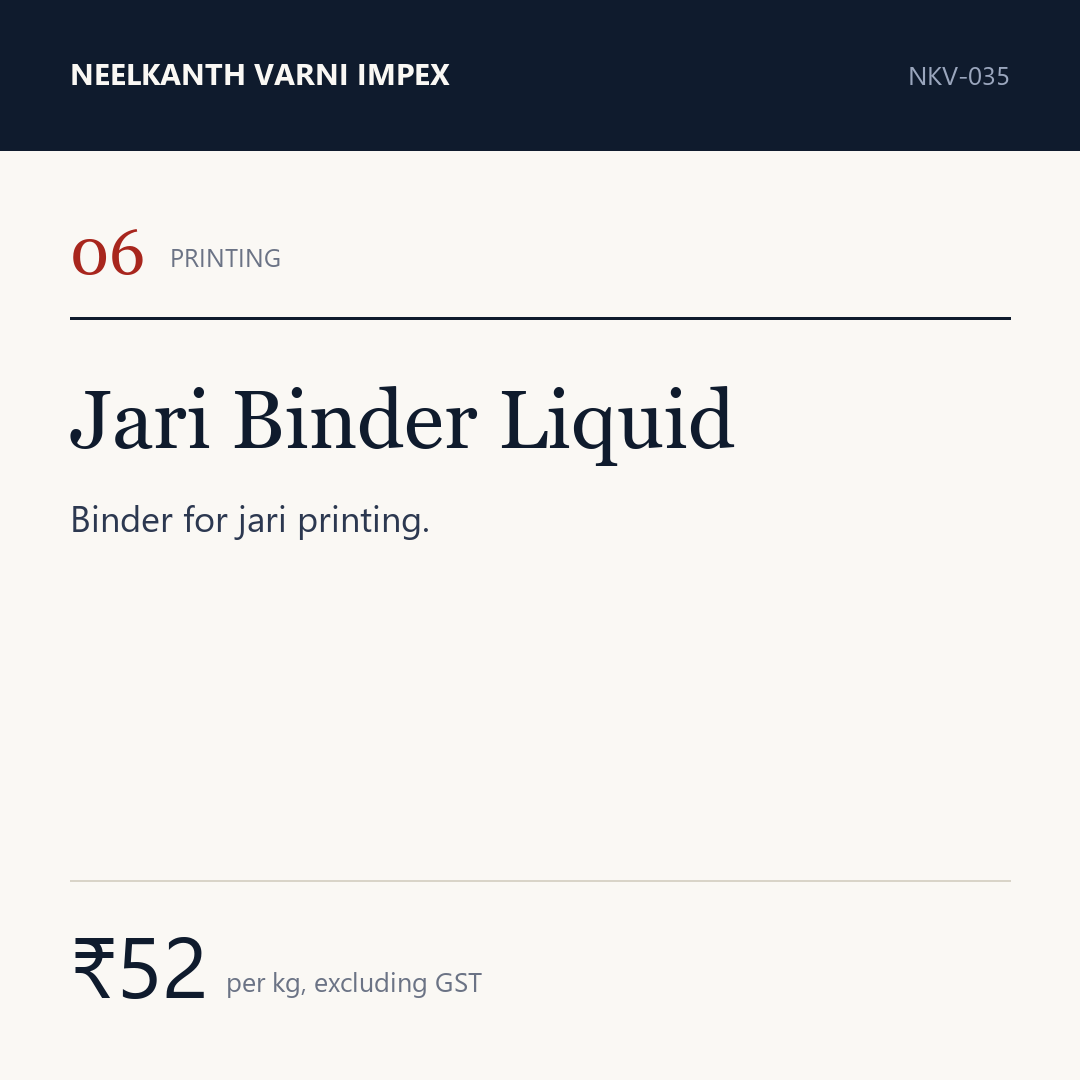 NEELKANTH VARNI IMPEX
NKV-035
06 PRINTING
Jari Binder Liquid
Binder for jari printing.
₹52 per kg, excluding GST